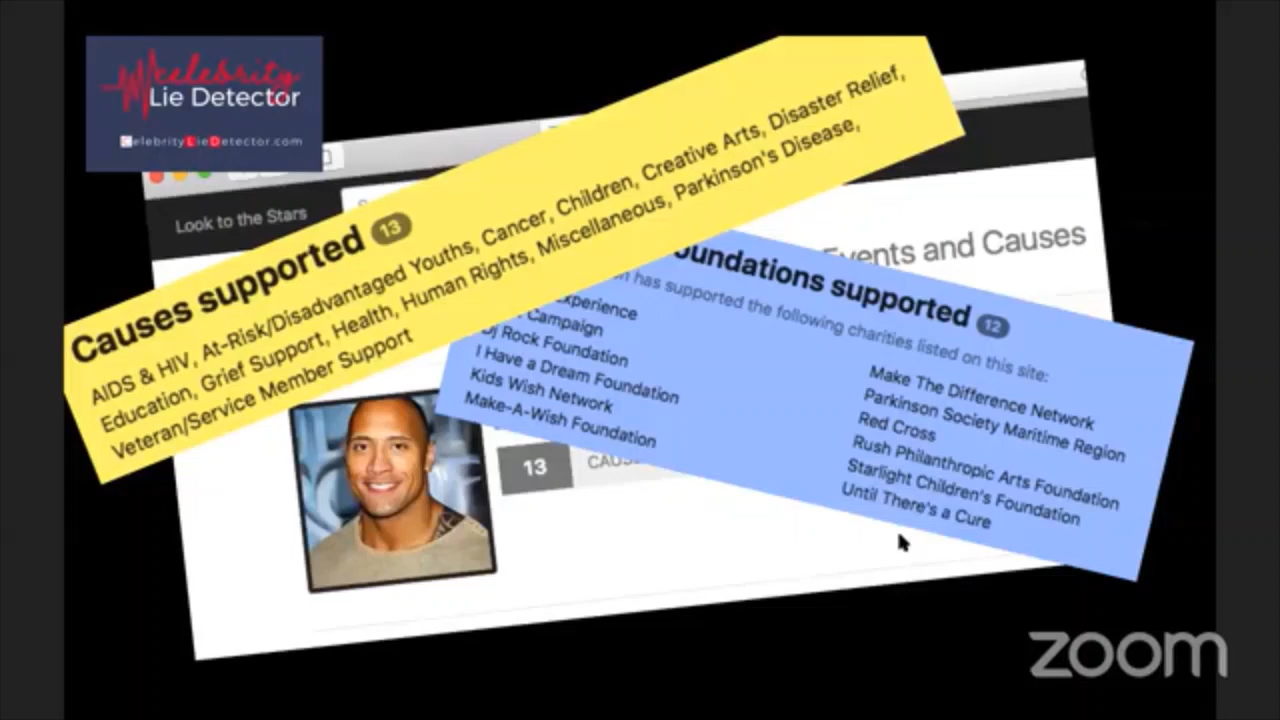 celebrity
Lie Detector
CelebrityLieDetector.com
Look to the Stars
Causes supported 13
AIDS & HIV, At-Risk/Disadvantaged Youths, Cancer, Children, Creative Arts, Disaster Relief,
Education, Grief Support, Health, Human Rights, Miscellaneous, Parkinson's Disease,
Veteran/Service Member Support
Events and Causes
oundations supported 12
has supported the following charities listed on this site:
Experience
Campaign
Dj Rock Foundation
I Have a Dream Foundation
Kids Wish Network
Make-A-Wish Foundation
Make The Difference Network
Parkinson Society Maritime Region
Red Cross
Rush Philanthropic Arts Foundation
Starlight Children's Foundation
Until There's a Cure
13
CAUS
zoom